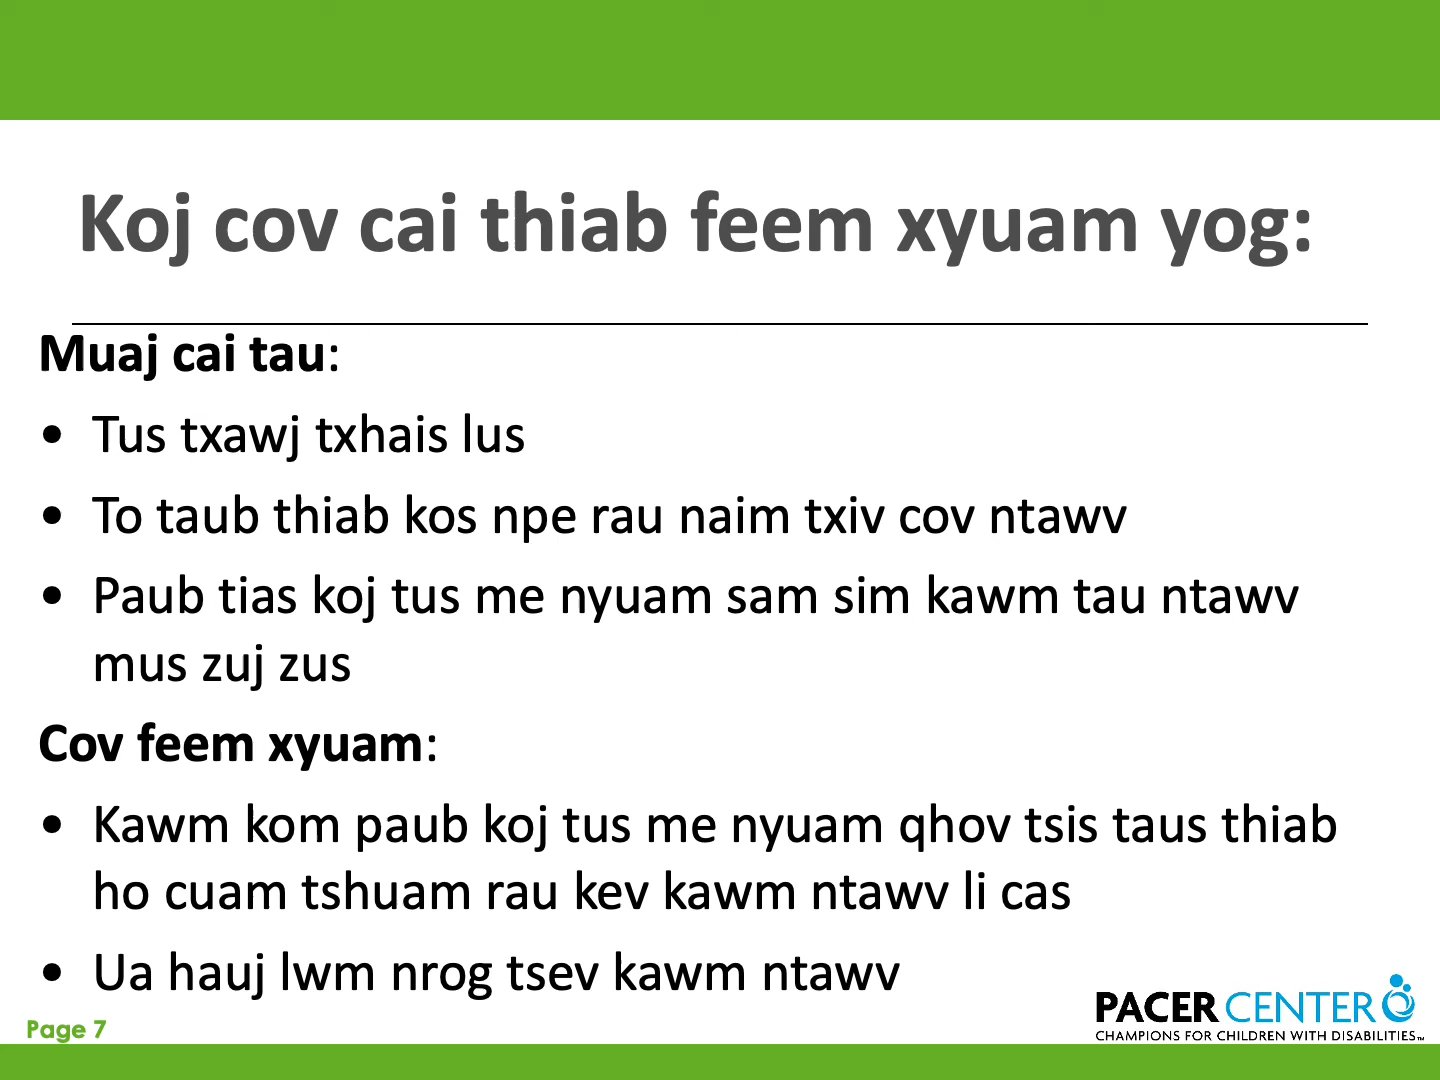 Koj cov cai thiab feem xyuam yog:
Muaj cai tau:
• Tus txawj txhais lus
• To taub thiab kos npe rau naim txiv cov ntawv
• Paub tias koj tus me nyuam sam sim kawm tau ntawv
mus zuj zus
Cov feem xyuam:
• Kawm kom paub koj tus me nyuam qhov tsis taus thiab
ho cuam tshuam rau kev kawm ntawv li cas
• Ua hauj lwm nrog tsev kawm ntawv
Page 7
PACER CENTER
CHAMPIONS FOR CHILDREN WITH DISABILITIES™